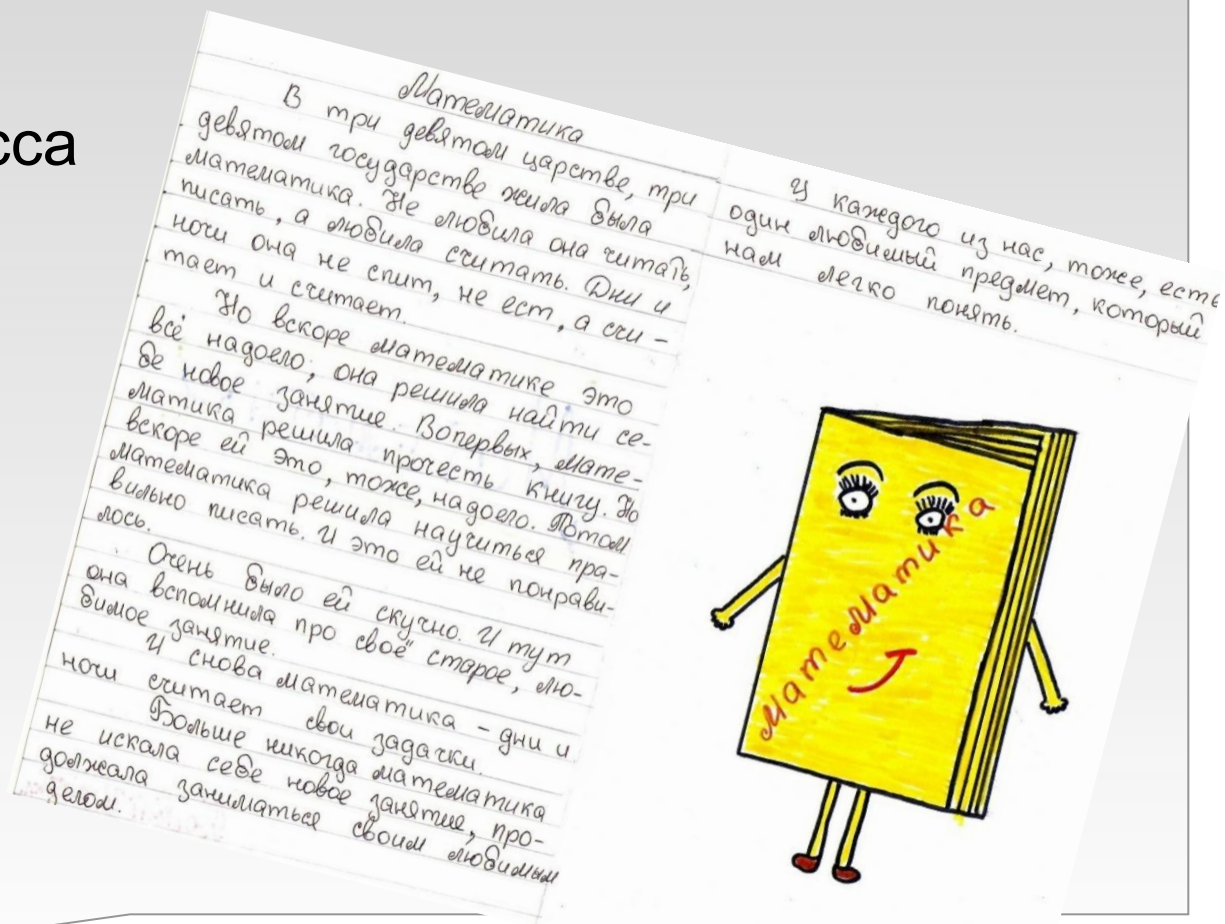 сса
Математика
В три девятом царстве, три
девятом государстве жила была
математика. Не любила она читать,
писать, а любила считать. Дни и
ночи она не спит, не ест, а счи-
тает и считает.
Но вскоре математике это
всё надоело; она решила найти се-
бе новое занятие. Вопервых, мате-
матика решила прочесть книгу. Но
вскоре ей это, тоже, надоело. Потом
математика решила научиться пра-
вильно писать. И это ей не понрави-
лось.
Очень было ей скучно. И тут
она вспомнила про своё старое, лю-
бимое занятие.
И снова математика - дни и
ночи считает свои задачки.
Больше никогда математика
не искала себе новое занятие, про-
должала заниматься своим любимым
делом.
У каждого из нас, тоже, есть
один любимый предмет, который
нам легко понять.
Математика